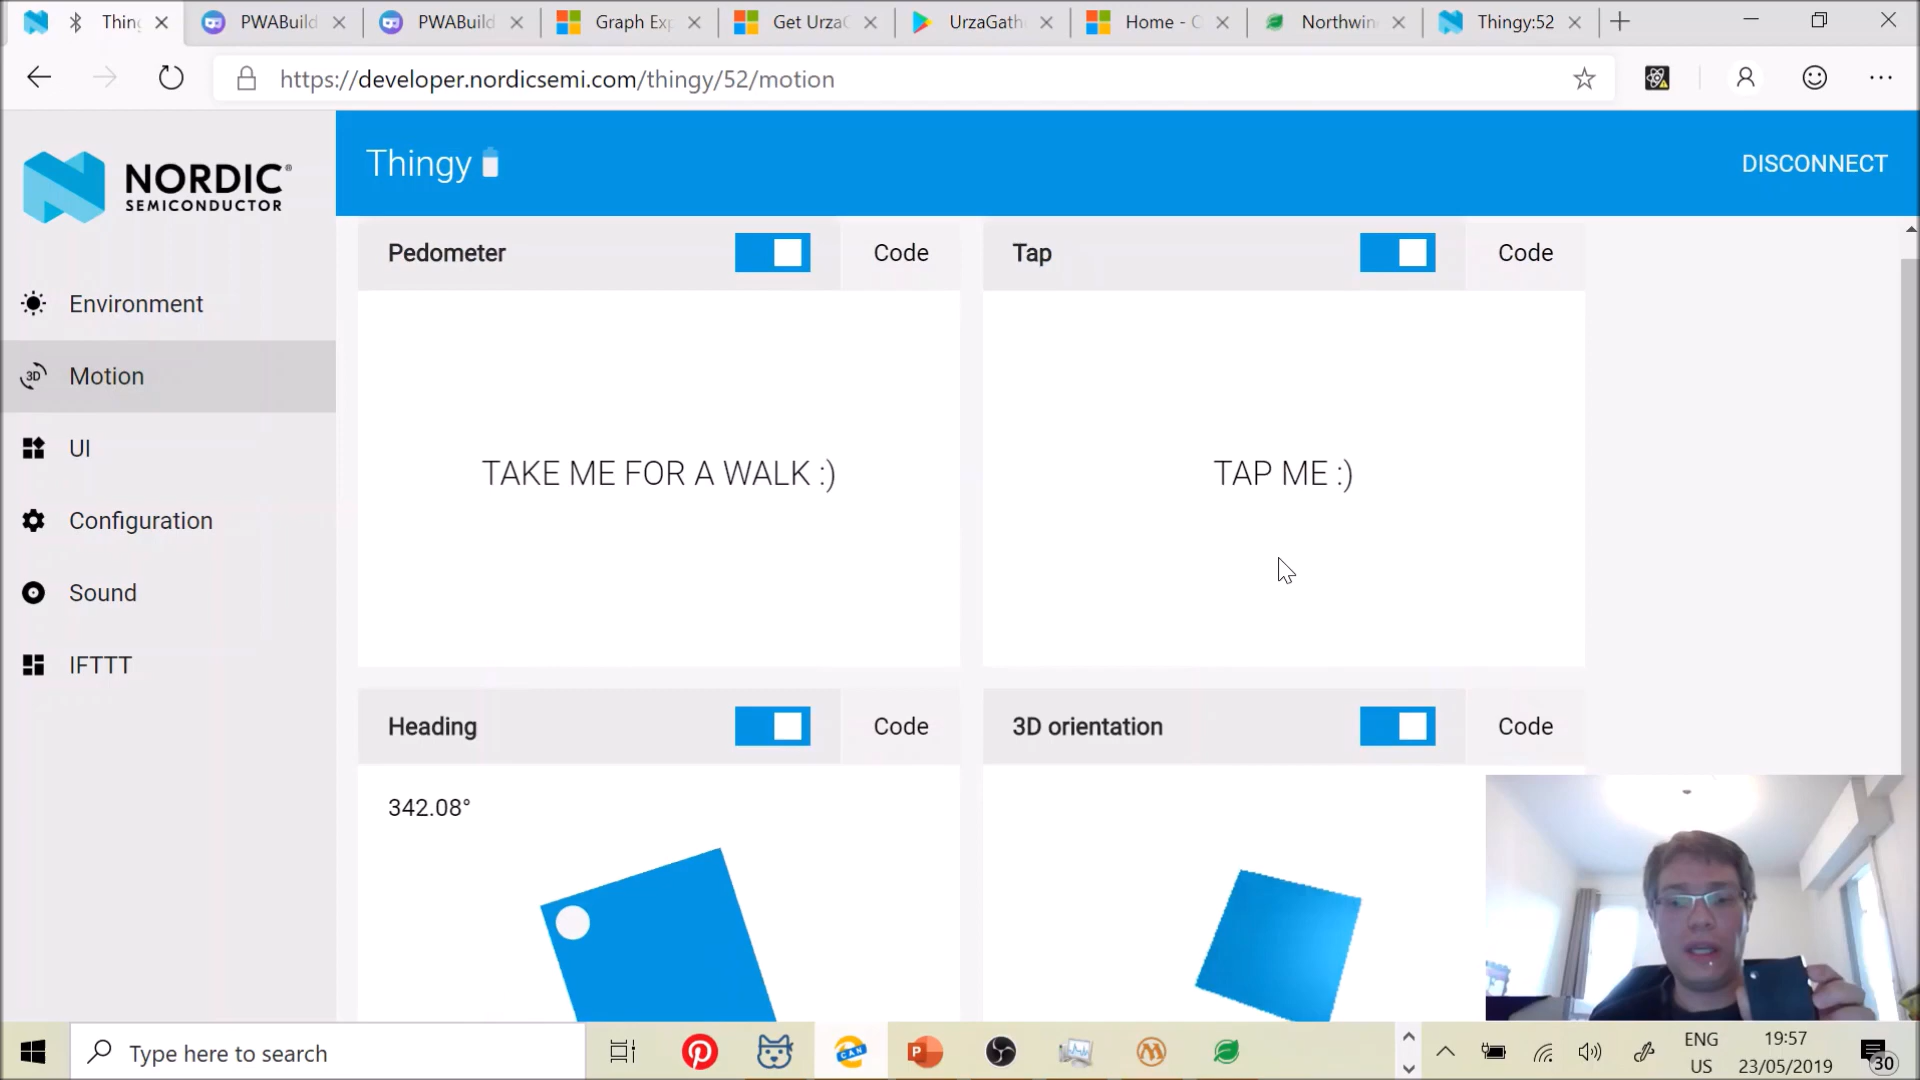 Thing
PWABuild
PWABuild
Graph Exp
Get UrzaG
UrzaGath
Home - C
Northwin
Thingy:52
https://developer.nordicsemi.com/thingy/52/motion
NORDIC®
SEMICONDUCTOR
Thingy
DISCONNECT
Environment
3D Motion
UI
Configuration
Sound
IFTTT
Pedometer
Code
Tap
Code
TAKE ME FOR A WALK :)
TAP ME :)
Heading
Code
3D orientation
Code
342.08°
Type here to search
CAN
ENG
US
19:57
23/05/2019
30